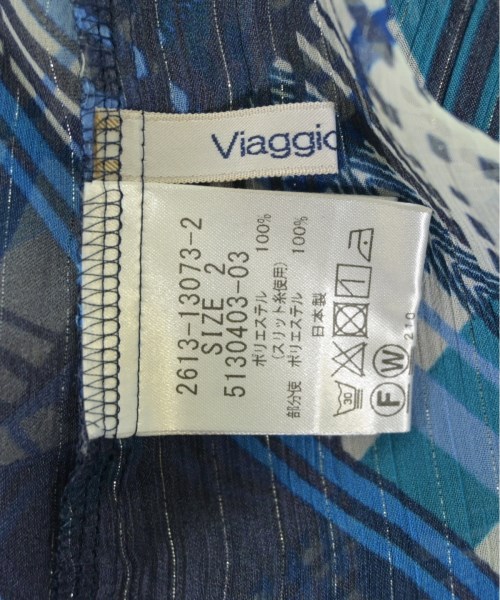 Viaggio
2613-13073-2
SIZE 2
5130403-03
ポリエステル 100%
(スリット糸使用)
部分使 ポリエステル 100%
日本製
30
F W
210